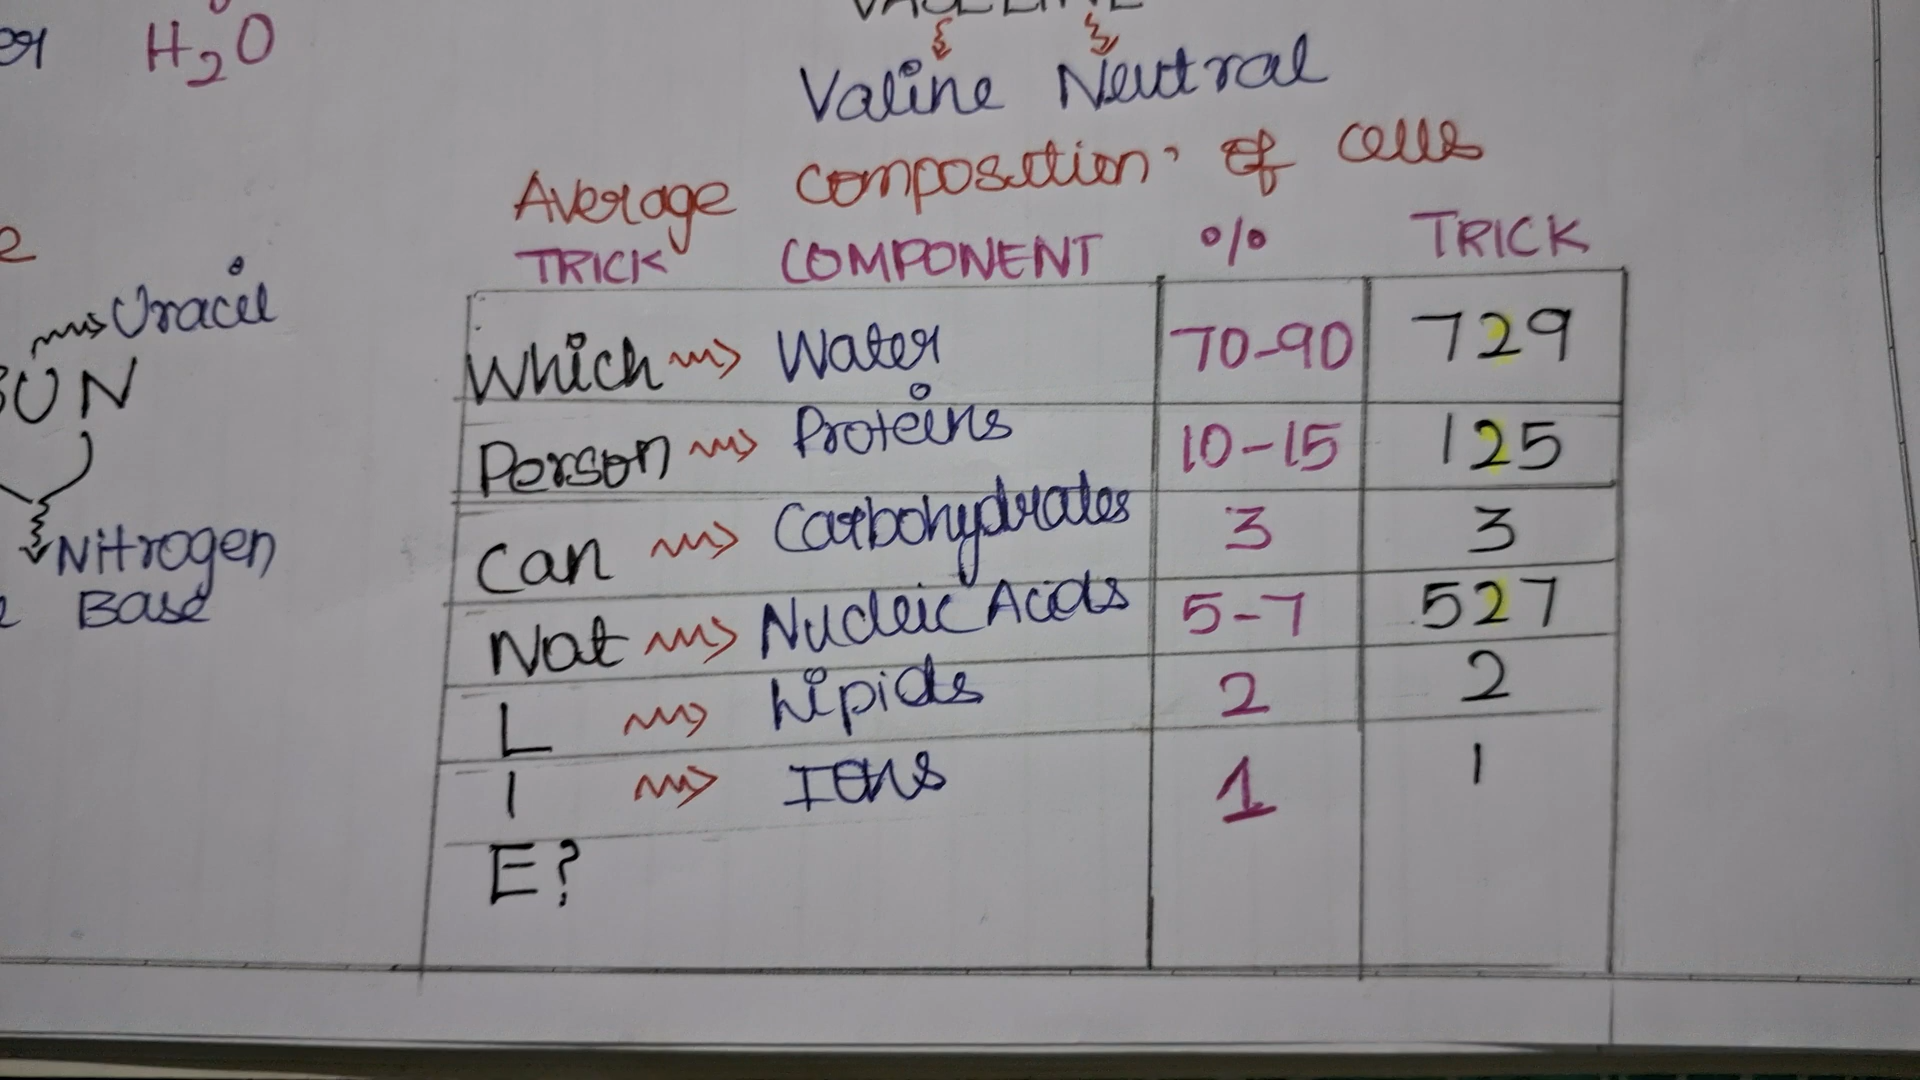 H₂O
Valine Neutral
Average composition of cells
TRICK COMPONENT % TRICK
Which Water 70-90 729
Person Proteins 10-15 125
Can Carbohydrates 3 3
Not Nucleic Acids 5-7 527
L Lipids 2 2
I Ions 1 1
E?
Uracil
UN
Nitrogen
Base